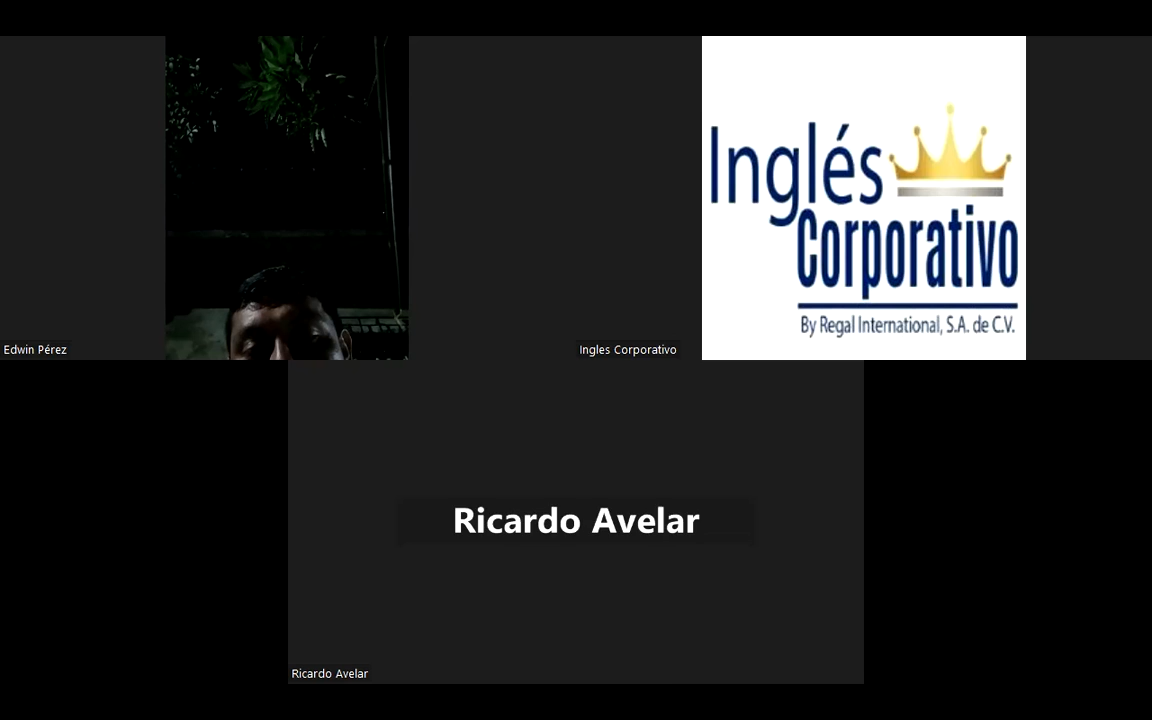 Inglés
Corporativo
By Regal International, S.A. de C.V.
Edwin Pérez
Ingles Corporativo
Ricardo Avelar
Ricardo Avelar